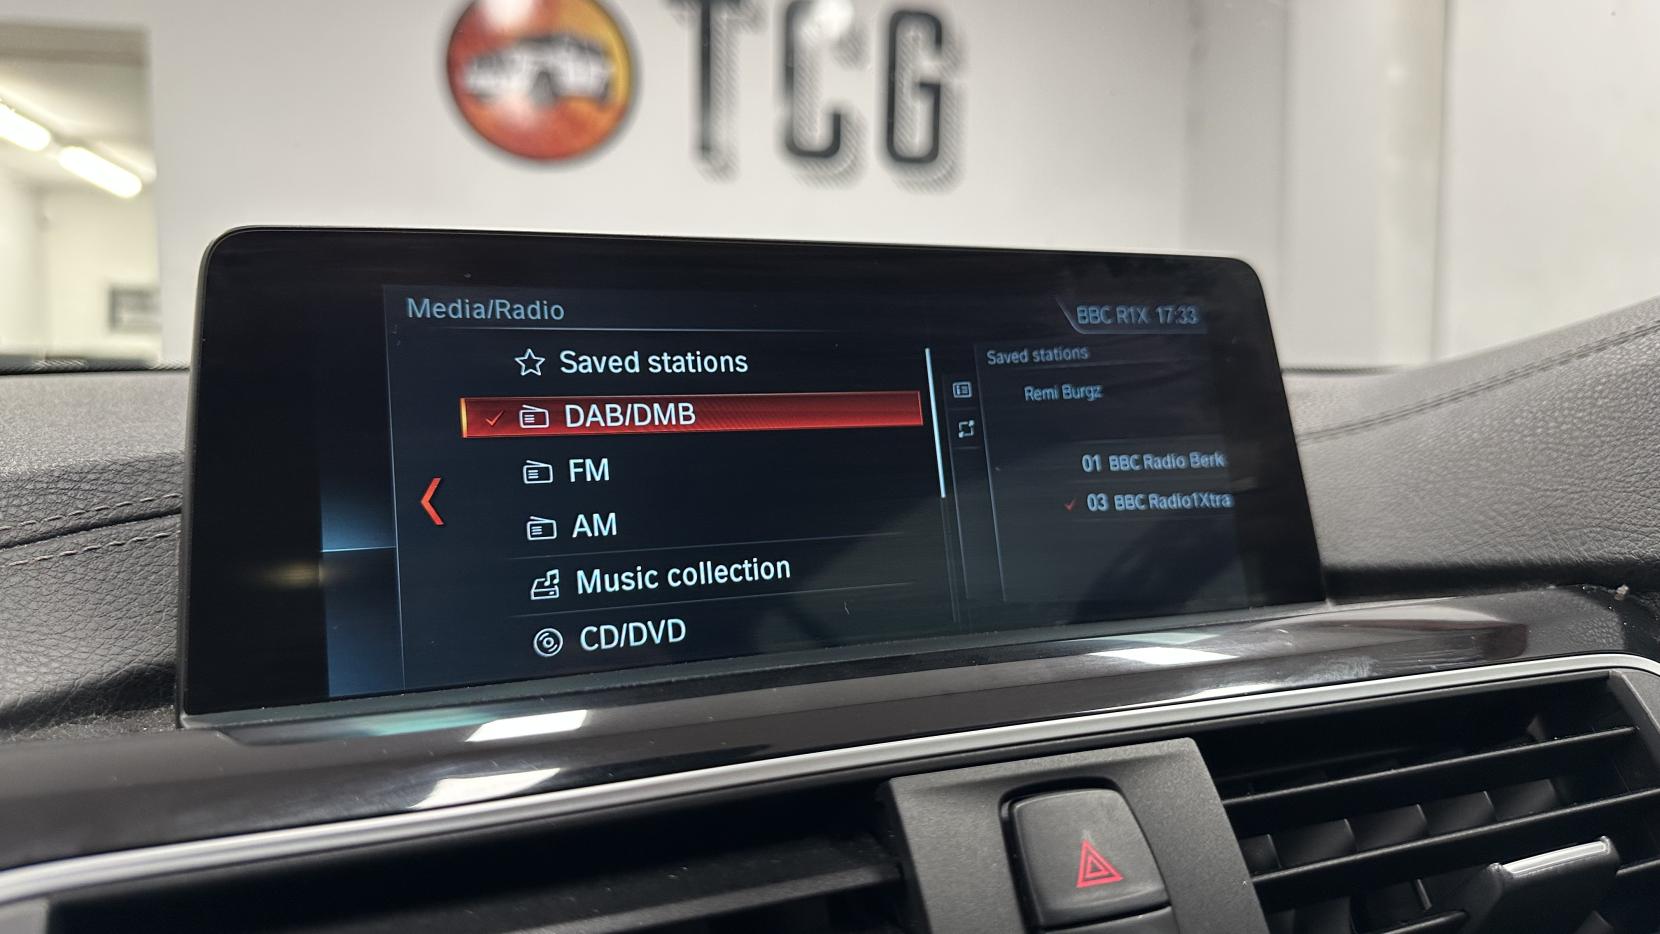 TCG
Media/Radio
BBC R1X 17:33
Saved stations
DAB/DMB
FM
AM
Music collection
CD/DVD
Saved stations
Remi Burgz
01 BBC Radio Berk
03 BBC Radio1Xtra